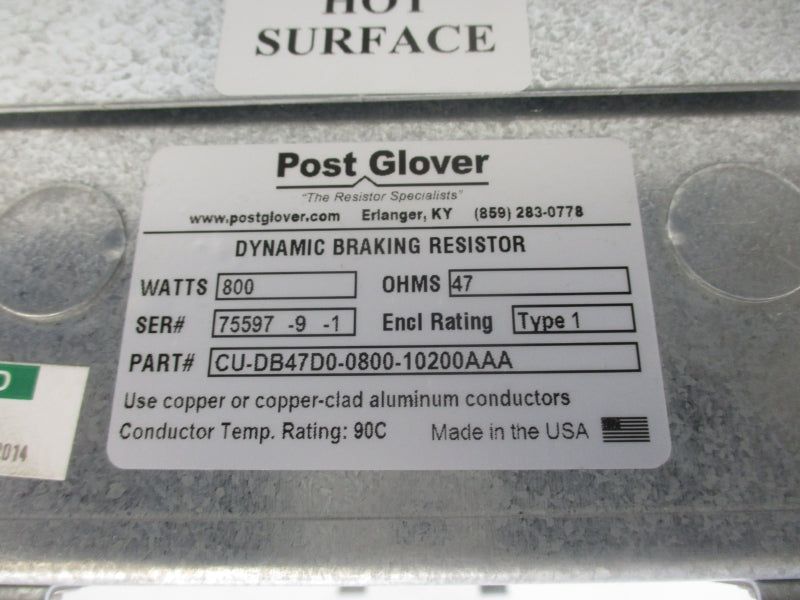 HOT
SURFACE
Post Glover
"The Resistor Specialists"
www.postglover.com Erlanger, KY (859) 283-0778
DYNAMIC BRAKING RESISTOR
WATTS 800 OHMS 47
SER# 75597 -9 -1 Encl Rating Type 1
PART# CU-DB47D0-0800-10200AAA
Use copper or copper-clad aluminum conductors
Conductor Temp. Rating: 90C Made in the USA
D
2014